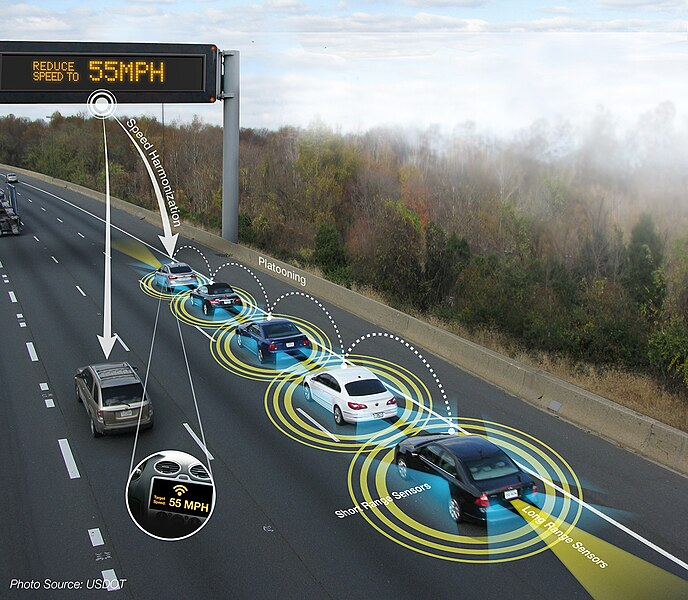 REDUCE
SPEED TO 55MPH
Speed Harmonization
Platooning
Short Range Sensors
Long Range Sensors
Target
Speed: 55 MPH
Photo Source: USDOT